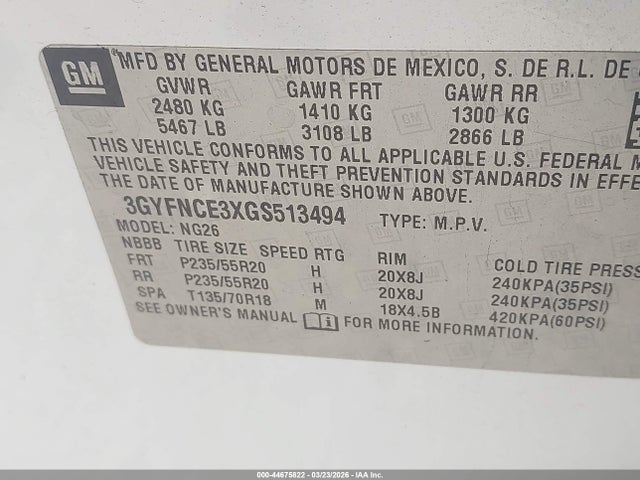 GM
MFD BY GENERAL MOTORS DE MEXICO, S. DE R.L. DE
GVWR GAWR FRT GAWR RR
2480 KG 1410 KG 1300 KG
5467 LB 3108 LB 2866 LB
THIS VEHICLE CONFORMS TO ALL APPLICABLE U.S. FEDERAL M
VEHICLE SAFETY AND THEFT PREVENTION STANDARDS IN EFFE
THE DATE OF MANUFACTURE SHOWN ABOVE.
3GYFNCE3XGS513494 TYPE: M.P.V.
MODEL: NG26
NBBB TIRE SIZE SPEED RTG RIM COLD TIRE PRESS
FRT P235/55R20 H 20X8J 240KPA(35PSI)
RR P235/55R20 H 20X8J 240KPA(35PSI)
SPA T135/70R18 M 18X4.5B 420KPA(60PSI)
SEE OWNER'S MANUAL FOR MORE INFORMATION.
000-44675822 - 03/23/2026 - IAA Inc.